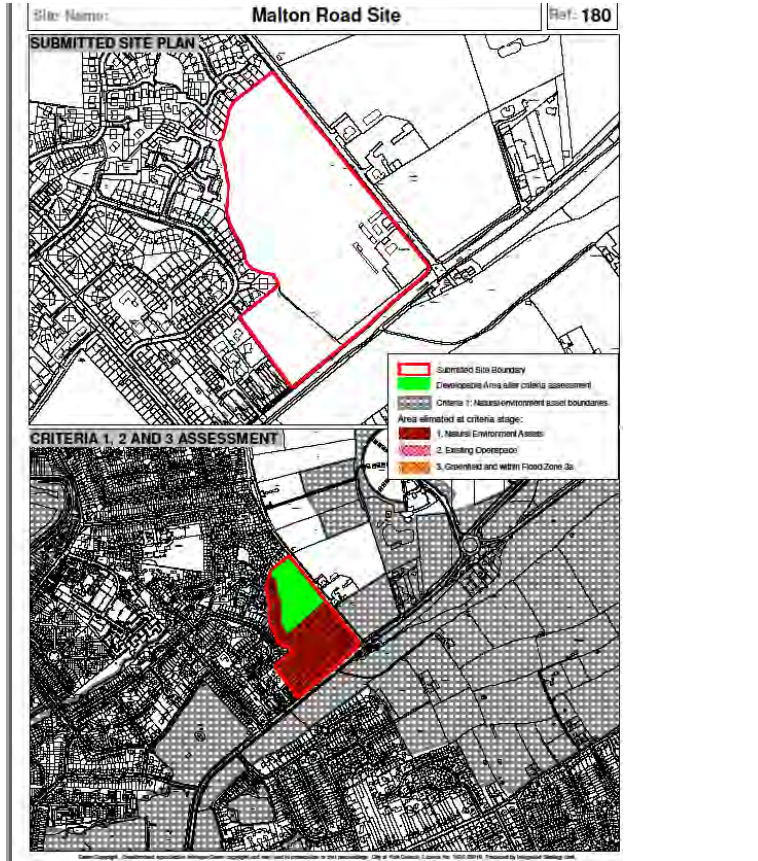 Site Name: Malton Road Site Ref: 180
SUBMITTED SITE PLAN
Submitted Site Boundary
Developable Area after criteria assessment
Criteria 1: Natural environment asset boundaries
Area elimated at criteria stage:
1, Natural Environment Assets
2, Existing Openspace
3, Greenfield and within Flood Zone 3a
CRITERIA 1, 2 AND 3 ASSESSMENT